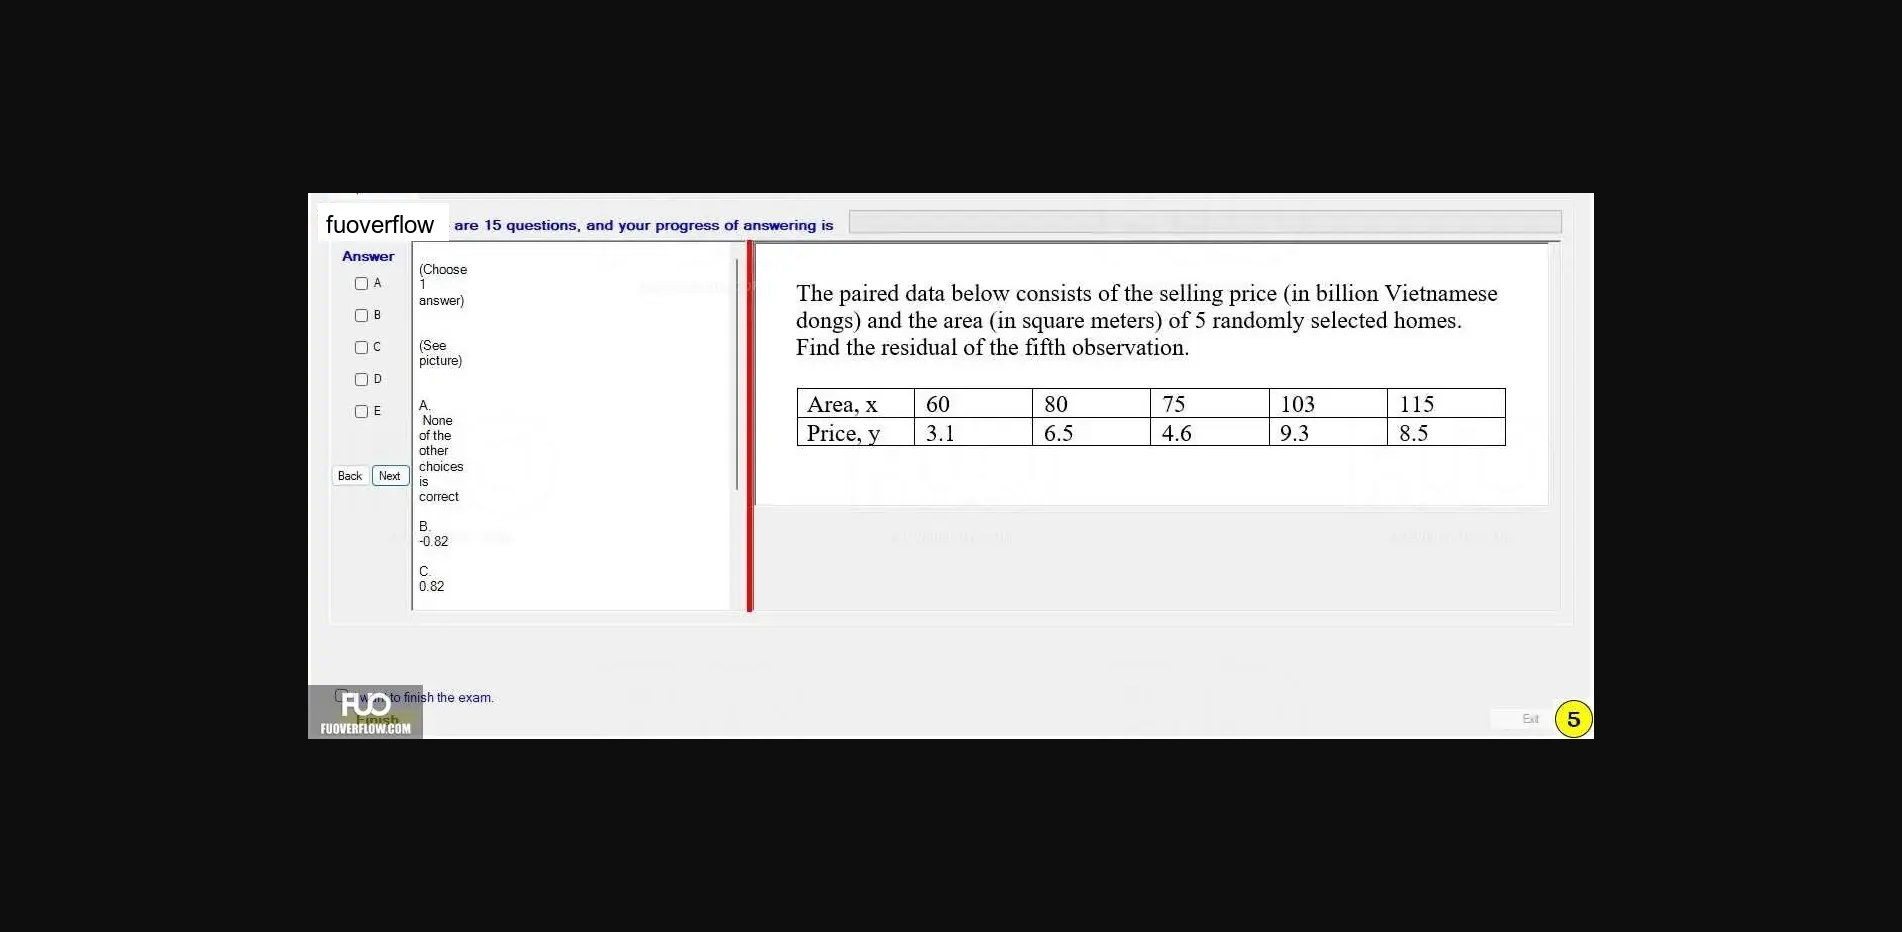 fuoverflow are 15 questions, and your progress of answering is
Answer
A
B
C
D
E
Back Next
(Choose
1
answer)
(See
picture)
A.
None
of the
other
choices
is
correct
B.
-0.82
C.
0.82
The paired data below consists of the selling price (in billion Vietnamese
dongs) and the area (in square meters) of 5 randomly selected homes.
Find the residual of the fifth observation.
Area, x 60 80 75 103 115
Price, y 3.1 6.5 4.6 9.3 8.5
want to finish the exam.
Finish
FUO
FUOVERFLOW.COM
Exit
5